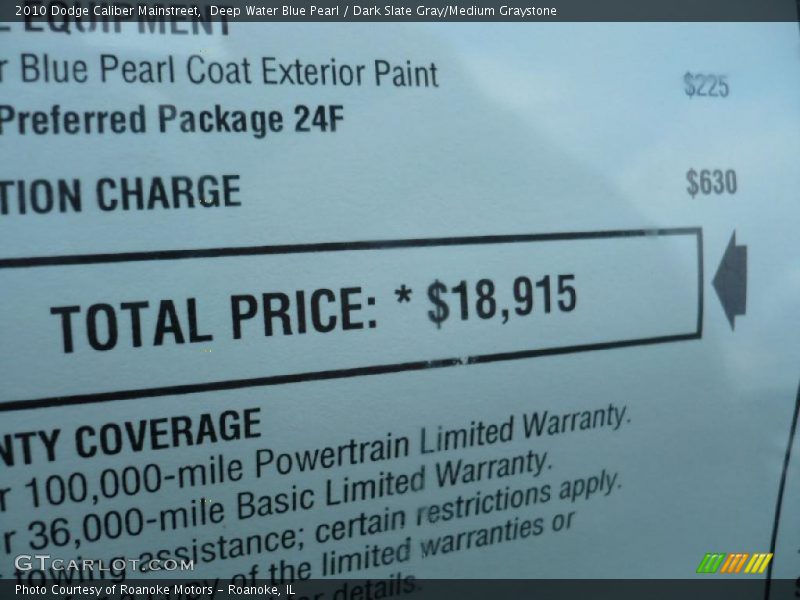 2010 Dodge Caliber Mainstreet, Deep Water Blue Pearl / Dark Slate Gray/Medium Graystone
EQUIPMENT
r Blue Pearl Coat Exterior Paint $225
Preferred Package 24F
TION CHARGE $630
TOTAL PRICE: * $18,915
NTY COVERAGE
r 100,000-mile Powertrain Limited Warranty.
r 36,000-mile Basic Limited Warranty.
r towing assistance; certain restrictions apply.
of the limited warranties or
details.
GTCARLOT.COM
Photo Courtesy of Roanoke Motors - Roanoke, IL